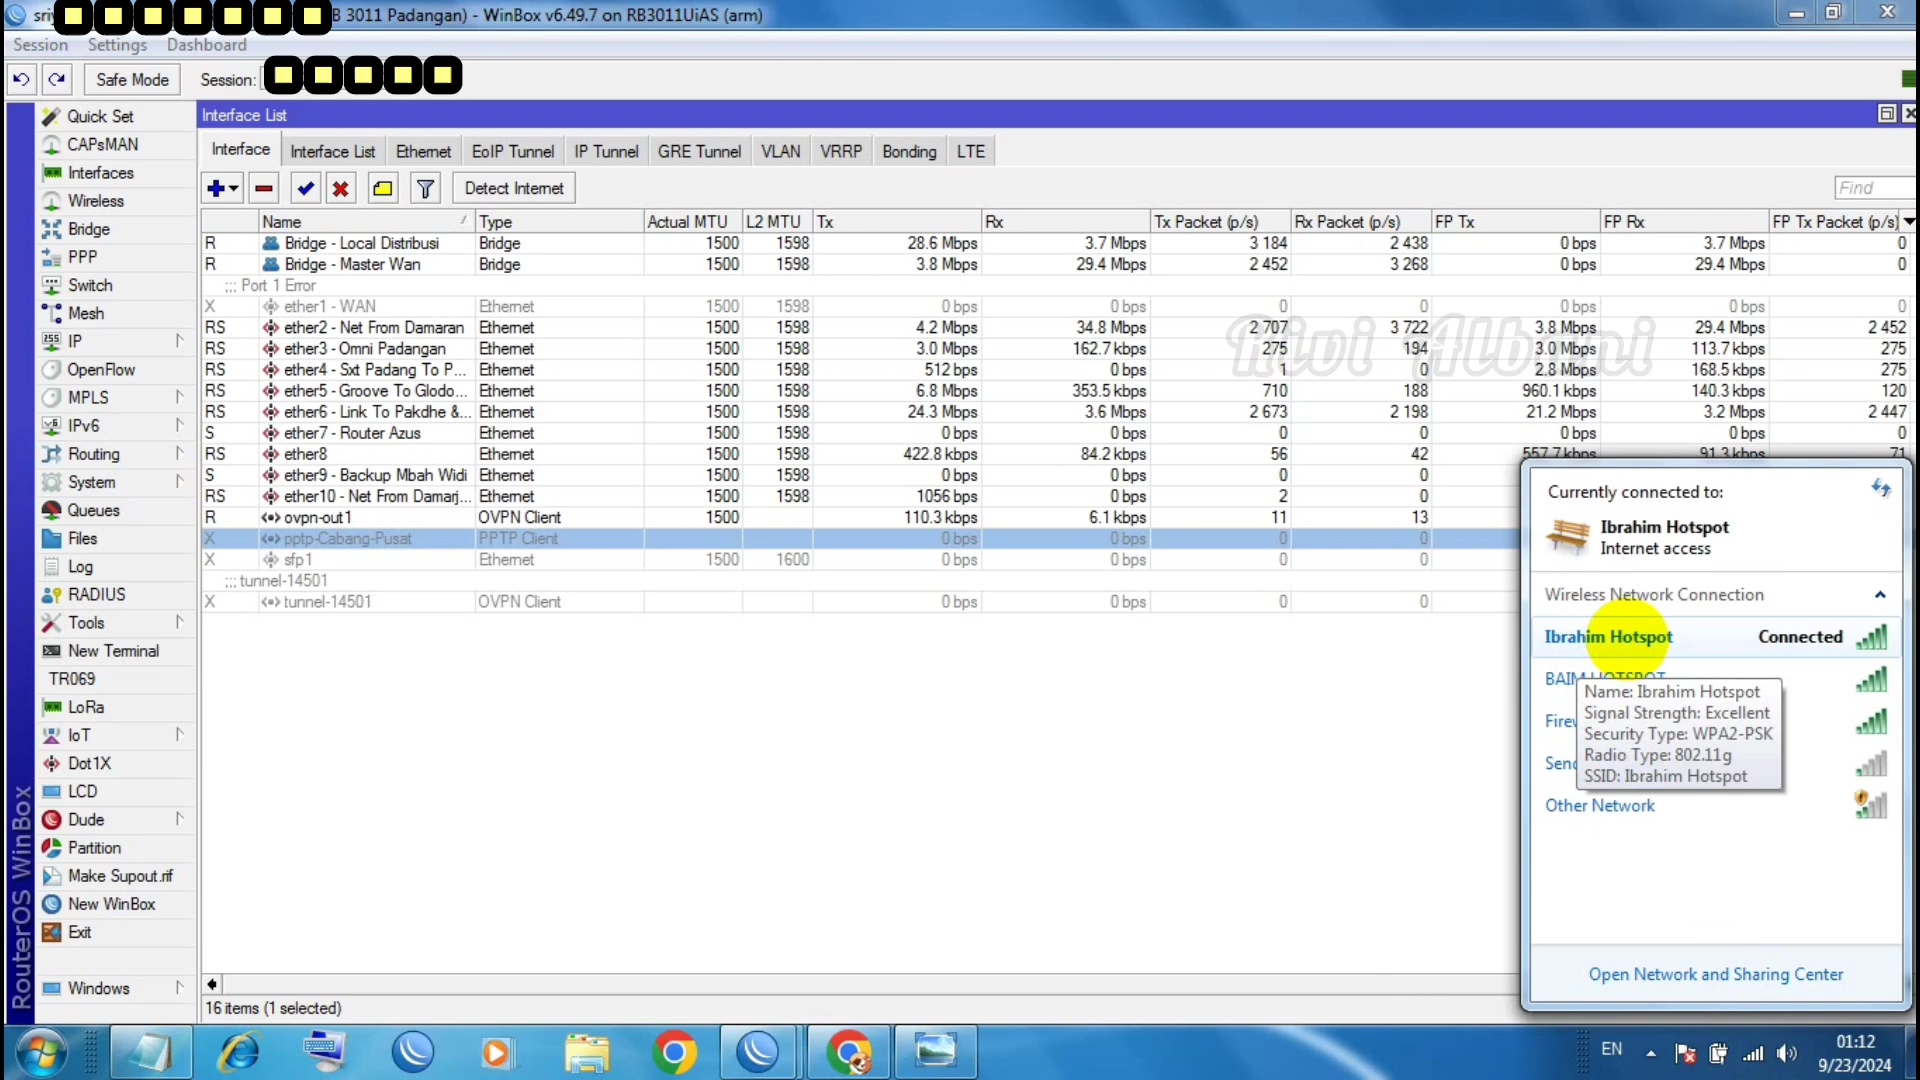 sri B 3011 Padangan) - WinBox v6.49.7 on RB3011UiAS (arm)
Session Settings Dashboard
Safe Mode Session:
Interface List
Interface Interface List Ethernet EoIP Tunnel IP Tunnel GRE Tunnel VLAN VRRP Bonding LTE
Detect Internet Find
Name Type Actual MTU L2 MTU Tx Rx Tx Packet (p/s) Rx Packet (p/s) FP Tx FP Rx FP Tx Packet (p/s)
R Bridge - Local Distribusi Bridge 1500 1598 28.6 Mbps 3.7 Mbps 3 184 2 438 0 bps 3.7 Mbps 0
R Bridge - Master Wan Bridge 1500 1598 3.8 Mbps 29.4 Mbps 2 452 3 268 0 bps 29.4 Mbps 0
;;; Port 1 Error
X ether1 - WAN Ethernet 1500 1598 0 bps 0 bps 0 0 0 bps 0 bps 0
RS ether2 - Net From Damaran Ethernet 1500 1598 4.2 Mbps 34.8 Mbps 2 707 3 722 3.8 Mbps 29.4 Mbps 2 452
RS ether3 - Omni Padangan Ethernet 1500 1598 3.0 Mbps 162.7 kbps 275 194 3.0 Mbps 113.7 kbps 275
RS ether4 - Sxt Padang To P... Ethernet 1500 1598 512 bps 0 bps 1 0 2.8 Mbps 168.5 kbps 275
RS ether5 - Groove To Glodo... Ethernet 1500 1598 6.8 Mbps 353.5 kbps 710 188 960.1 kbps 140.3 kbps 120
RS ether6 - Link To Pakdhe &... Ethernet 1500 1598 24.3 Mbps 3.6 Mbps 2 673 2 198 21.2 Mbps 3.2 Mbps 2 447
S ether7 - Router Azus Ethernet 1500 1598 0 bps 0 bps 0 0 0 bps 0 bps 0
RS ether8 Ethernet 1500 1598 422.8 kbps 84.2 kbps 56 42 557.7 kbps 91.3 kbps 71
S ether9 - Backup Mbah Widi Ethernet 1500 1598 0 bps 0 bps 0 0
RS ether10 - Net From Damarj... Ethernet 1500 1598 1056 bps 0 bps 2 0
R ovpn-out1 OVPN Client 1500 110.3 kbps 6.1 kbps 11 13
X pptp-Cabang-Pusat PPTP Client 0 bps 0 bps 0 0
X sfp1 Ethernet 1500 1600 0 bps 0 bps 0 0
;;; tunnel-14501
X tunnel-14501 OVPN Client 0 bps 0 bps 0 0
Rivi Albani
Quick Set
CAPsMAN
Interfaces
Wireless
Bridge
PPP
Switch
Mesh
IP
OpenFlow
MPLS
IPv6
Routing
System
Queues
Files
Log
RADIUS
Tools
New Terminal
TR069
LoRa
IoT
Dot1X
LCD
Dude
Partition
Make Supout.rif
New WinBox
Exit
Windows
RouterOS WinBox
16 items (1 selected)
Currently connected to:
Ibrahim Hotspot
Internet access
Wireless Network Connection
Ibrahim Hotspot Connected
BAIM HOTSPOT
Name: Ibrahim Hotspot
Signal Strength: Excellent
Security Type: WPA2-PSK
Radio Type: 802.11g
SSID: Ibrahim Hotspot
Other Network
Open Network and Sharing Center
EN 01:12
9/23/2024